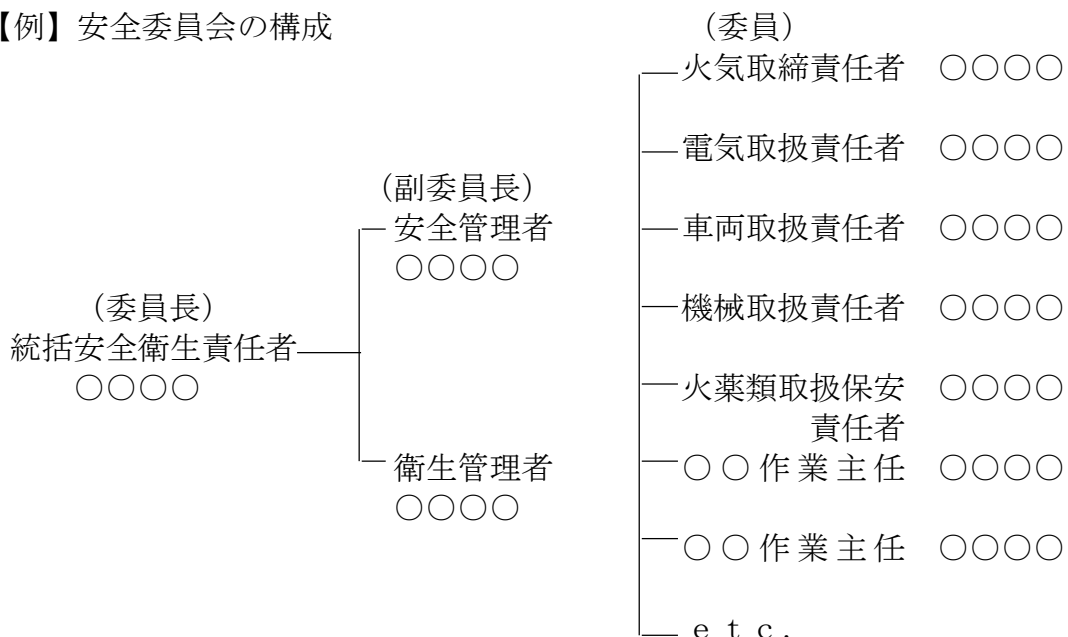 【例】安全委員会の構成
（委員長）
統括安全衛生責任者
○○○○
（副委員長）
安全管理者
○○○○
衛生管理者
○○○○
（委員）
火気取締責任者　○○○○
電気取扱責任者　○○○○
車両取扱責任者　○○○○
機械取扱責任者　○○○○
火薬類取扱保安　○○○○
責任者
○○作業主任　○○○○
○○作業主任　○○○○
ｅｔｃ.